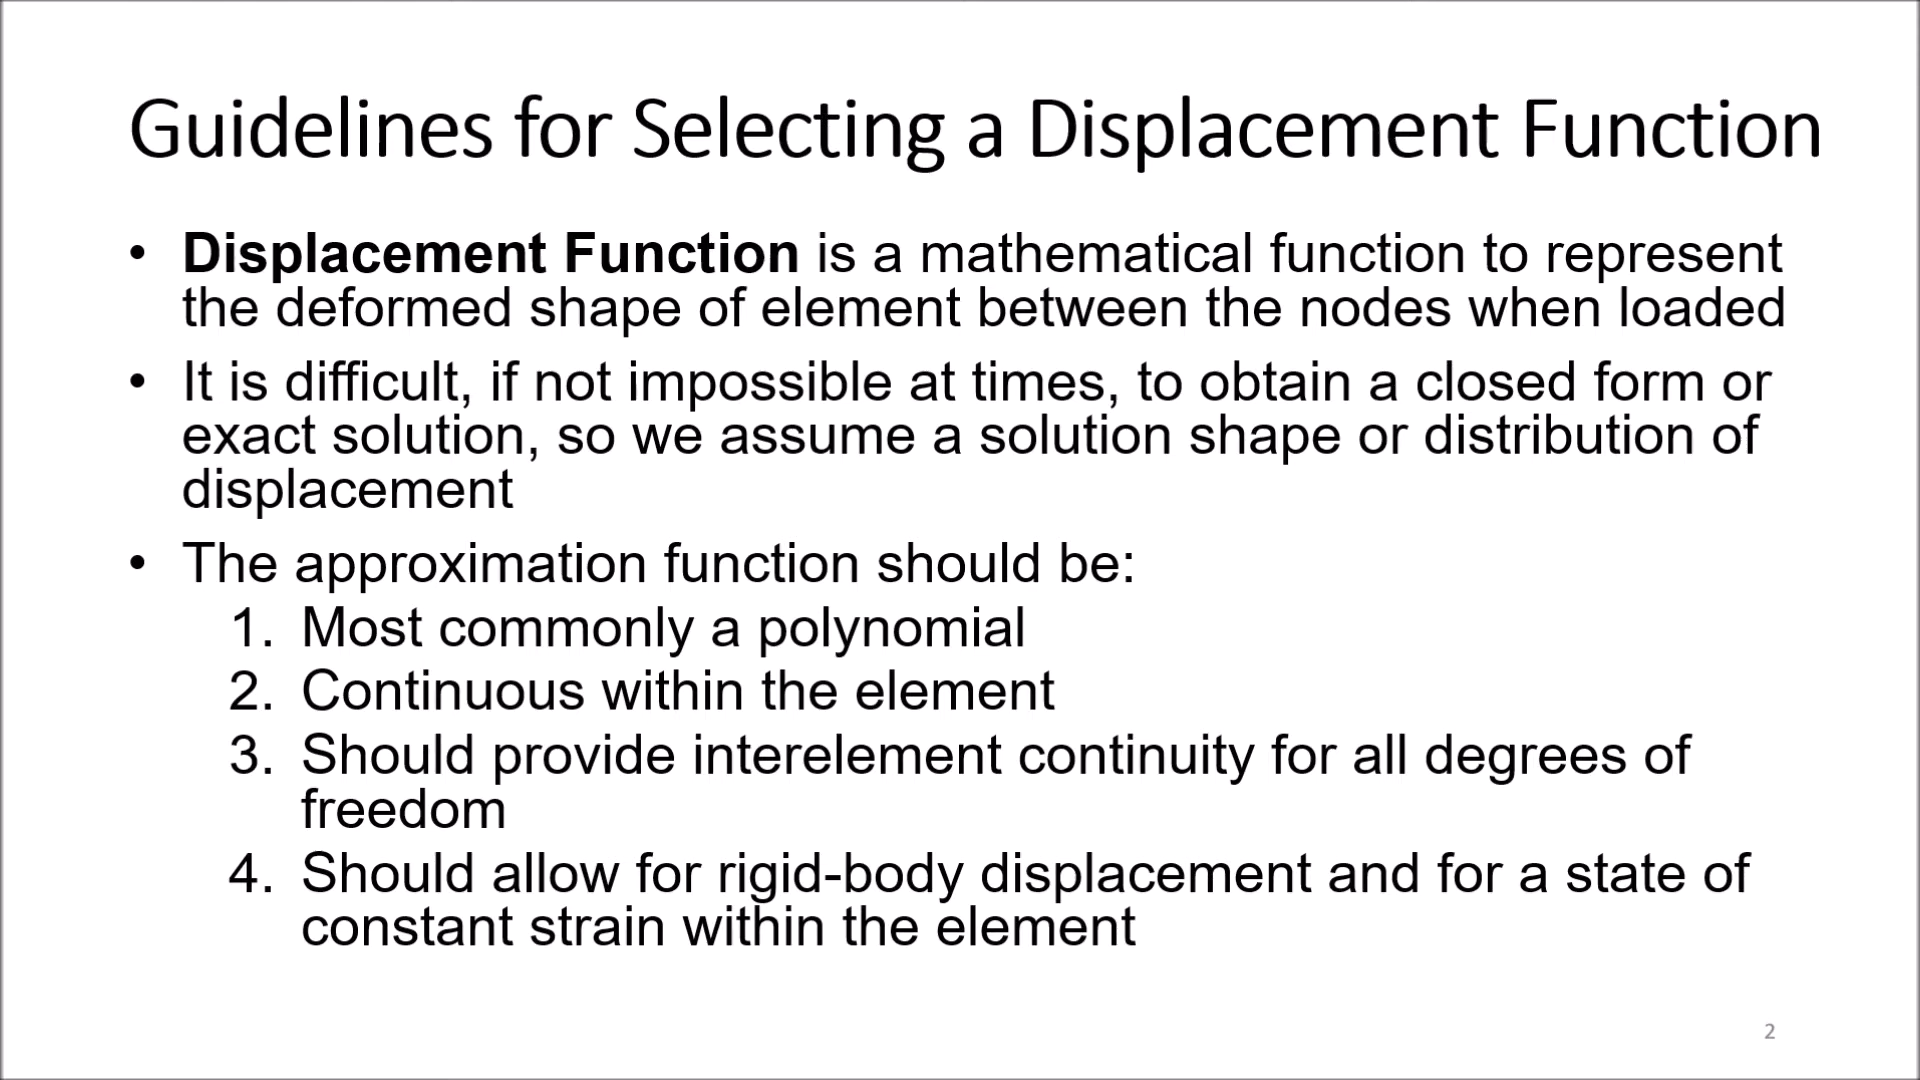 Guidelines for Selecting a Displacement Function
• Displacement Function is a mathematical function to represent
the deformed shape of element between the nodes when loaded
• It is difficult, if not impossible at times, to obtain a closed form or
exact solution, so we assume a solution shape or distribution of
displacement
• The approximation function should be:
1. Most commonly a polynomial
2. Continuous within the element
3. Should provide interelement continuity for all degrees of
freedom
4. Should allow for rigid-body displacement and for a state of
constant strain within the element
2